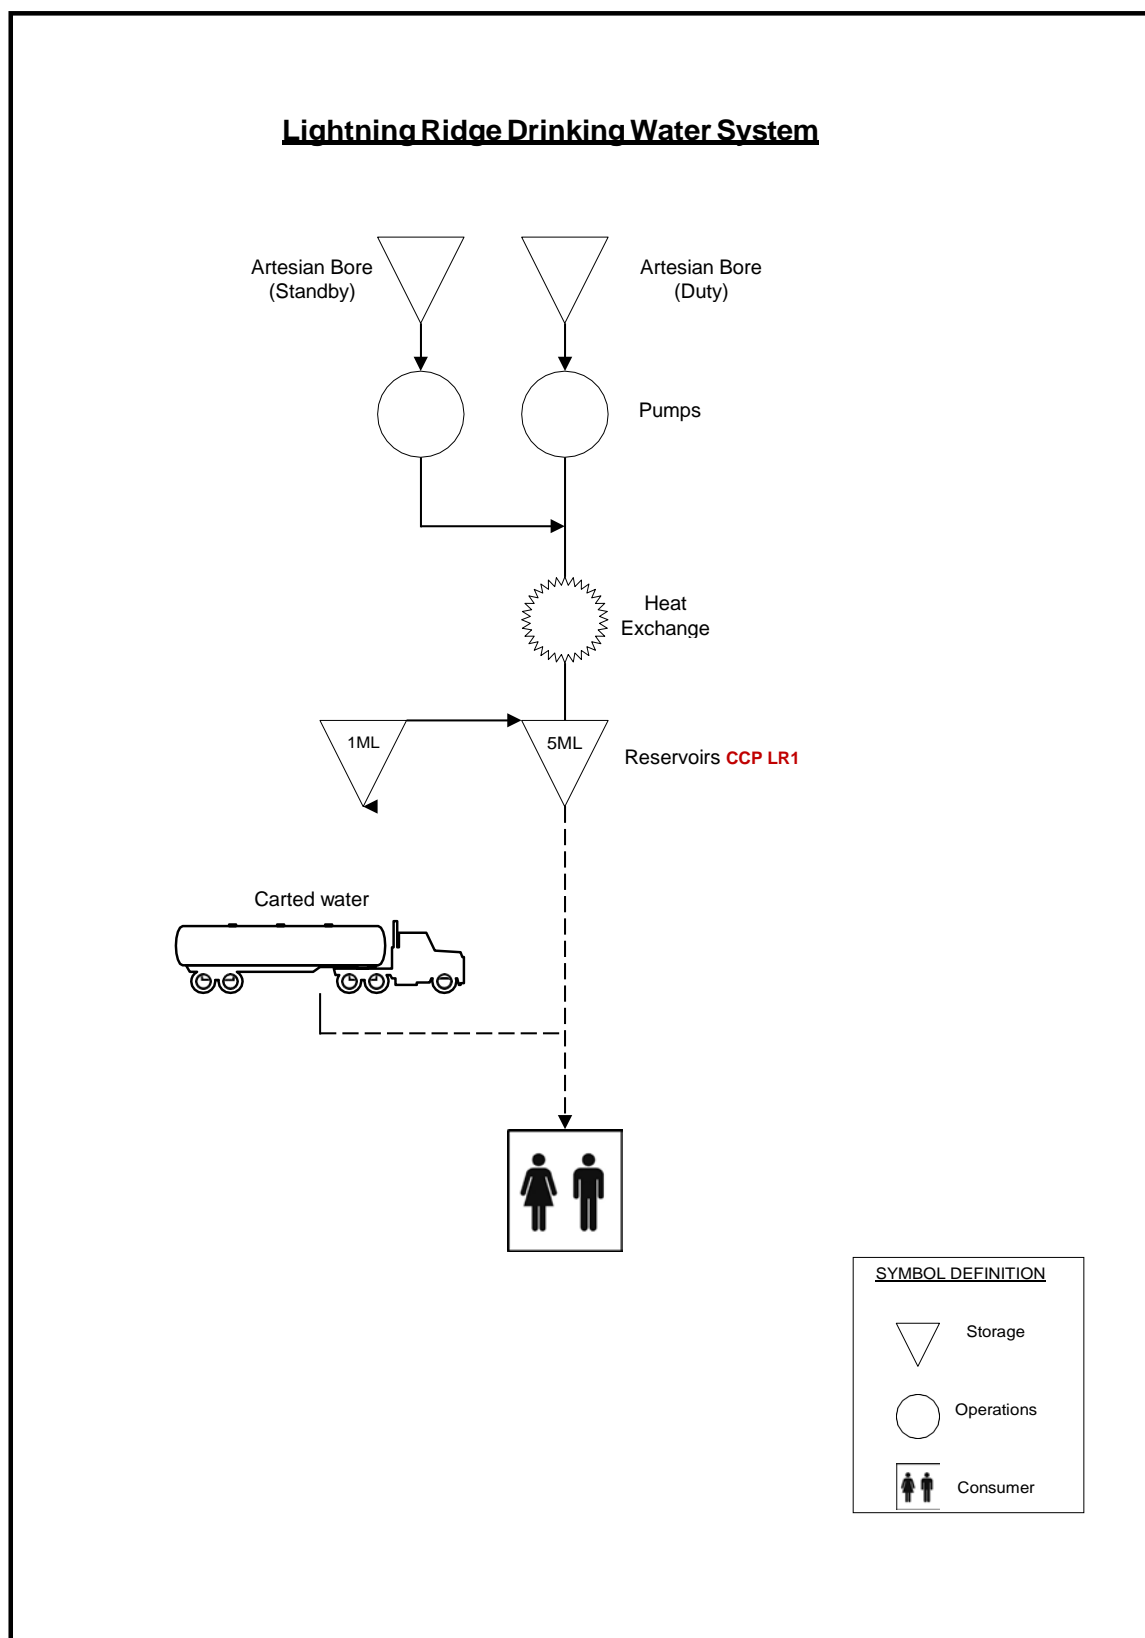 Lightning Ridge Drinking Water System
Artesian Bore
(Standby)
Artesian Bore
(Duty)
Pumps
Heat
Exchange
1ML
5ML
Reservoirs CCP LR1
Carted water
SYMBOL DEFINITION
Storage
Operations
Consumer